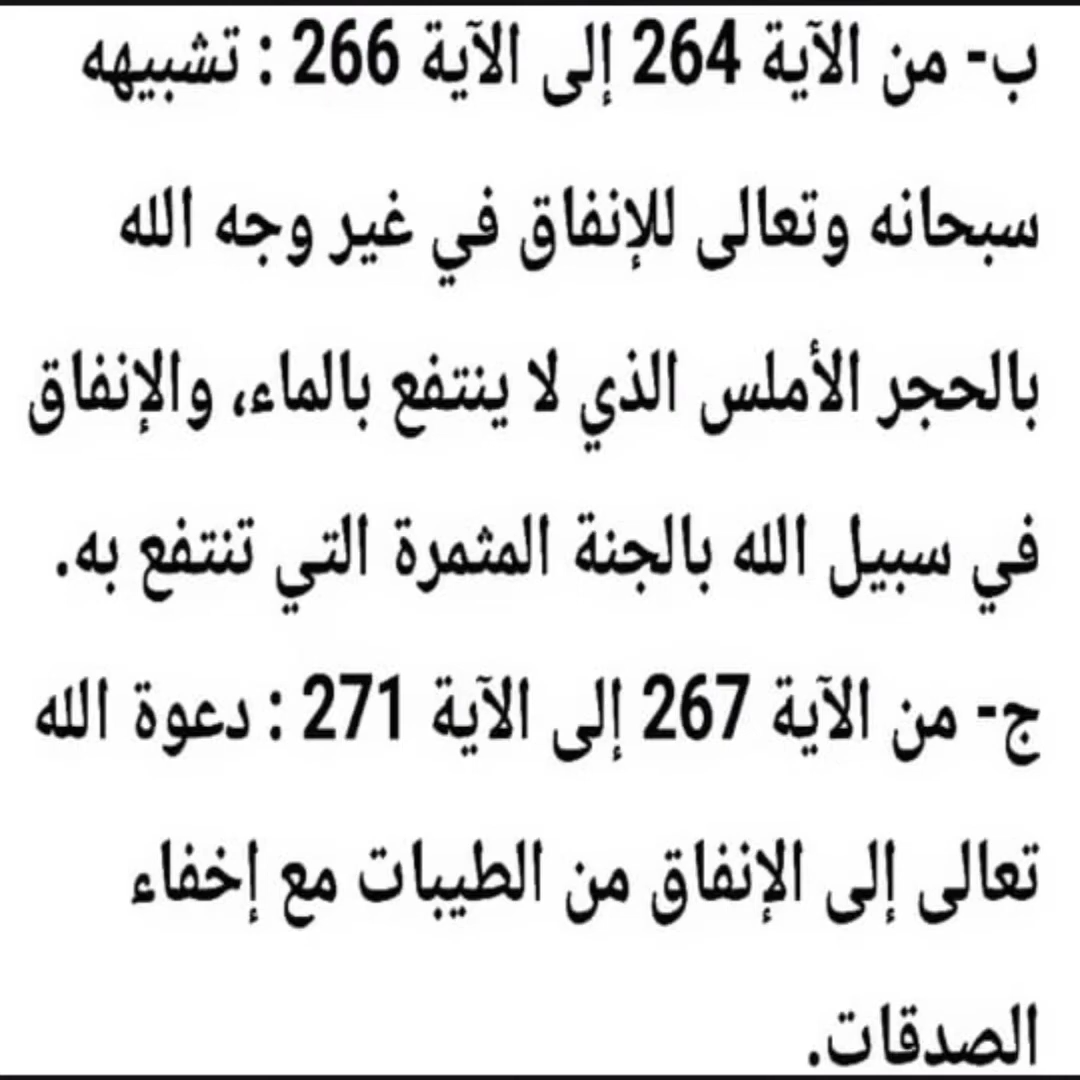 ب- من الآية 264 إلى الآية 266 : تشبيهه
سبحانه وتعالى للإنفاق في غير وجه الله
بالحجر الأملس الذي لا ينتفع بالماء، والإنفاق
في سبيل الله بالجنة المثمرة التي تنتفع به.
ج- من الآية 267 إلى الآية 271 : دعوة الله
تعالى إلى الإنفاق من الطيبات مع إخفاء
الصدقات.